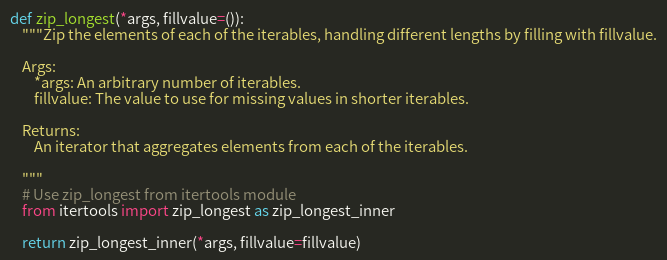 def zip_longest(*args, fillvalue=()):
    """Zip the elements of each of the iterables, handling different lengths by filling with fillvalue.

    Args:
        *args: An arbitrary number of iterables.
        fillvalue: The value to use for missing values in shorter iterables.

    Returns:
        An iterator that aggregates elements from each of the iterables.

    """
    # Use zip_longest from itertools module
    from itertools import zip_longest as zip_longest_inner

    return zip_longest_inner(*args, fillvalue=fillvalue)